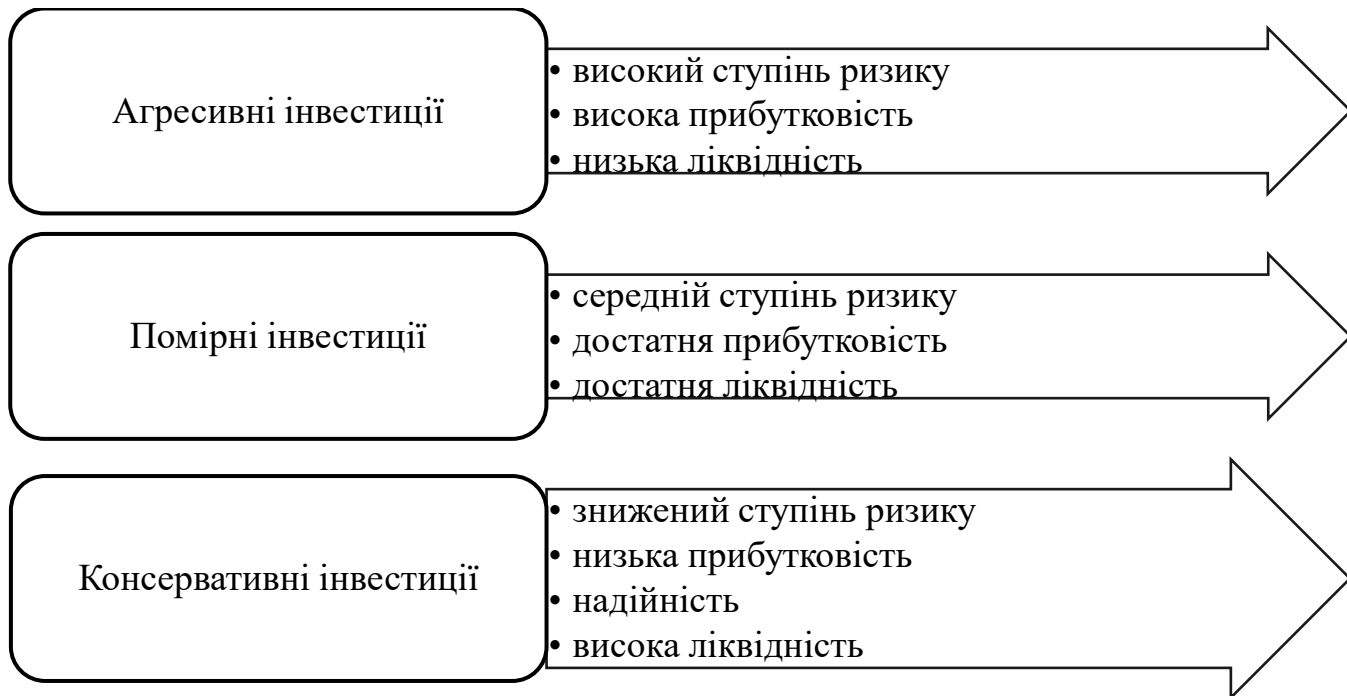 Агресивні інвестиції
• високий ступінь ризику
• висока прибутковість
• низька ліквідність
Помірні інвестиції
• середній ступінь ризику
• достатня прибутковість
• достатня ліквідність
Консервативні інвестиції
• знижений ступінь ризику
• низька прибутковість
• надійність
• висока ліквідність